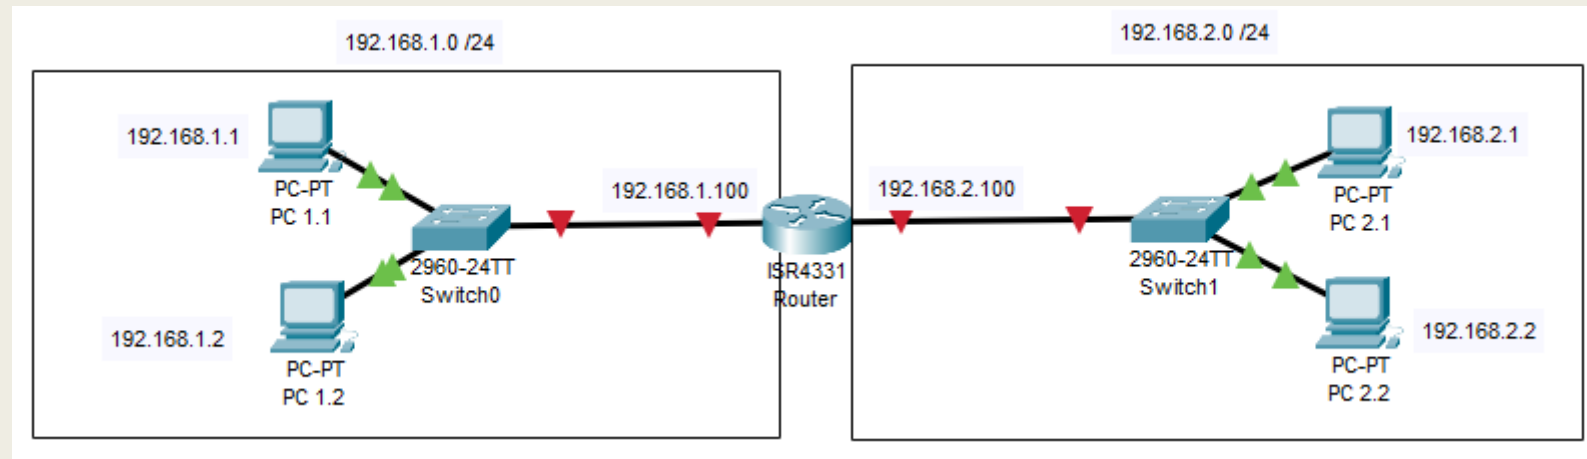 192.168.1.0 /24
192.168.1.1
PC-PT
PC 1.1
192.168.1.2
PC-PT
PC 1.2
2960-24TT
Switch0
192.168.1.100
ISR4331
Router
192.168.2.0 /24
192.168.2.100
2960-24TT
Switch1
192.168.2.1
PC-PT
PC 2.1
192.168.2.2
PC-PT
PC 2.2